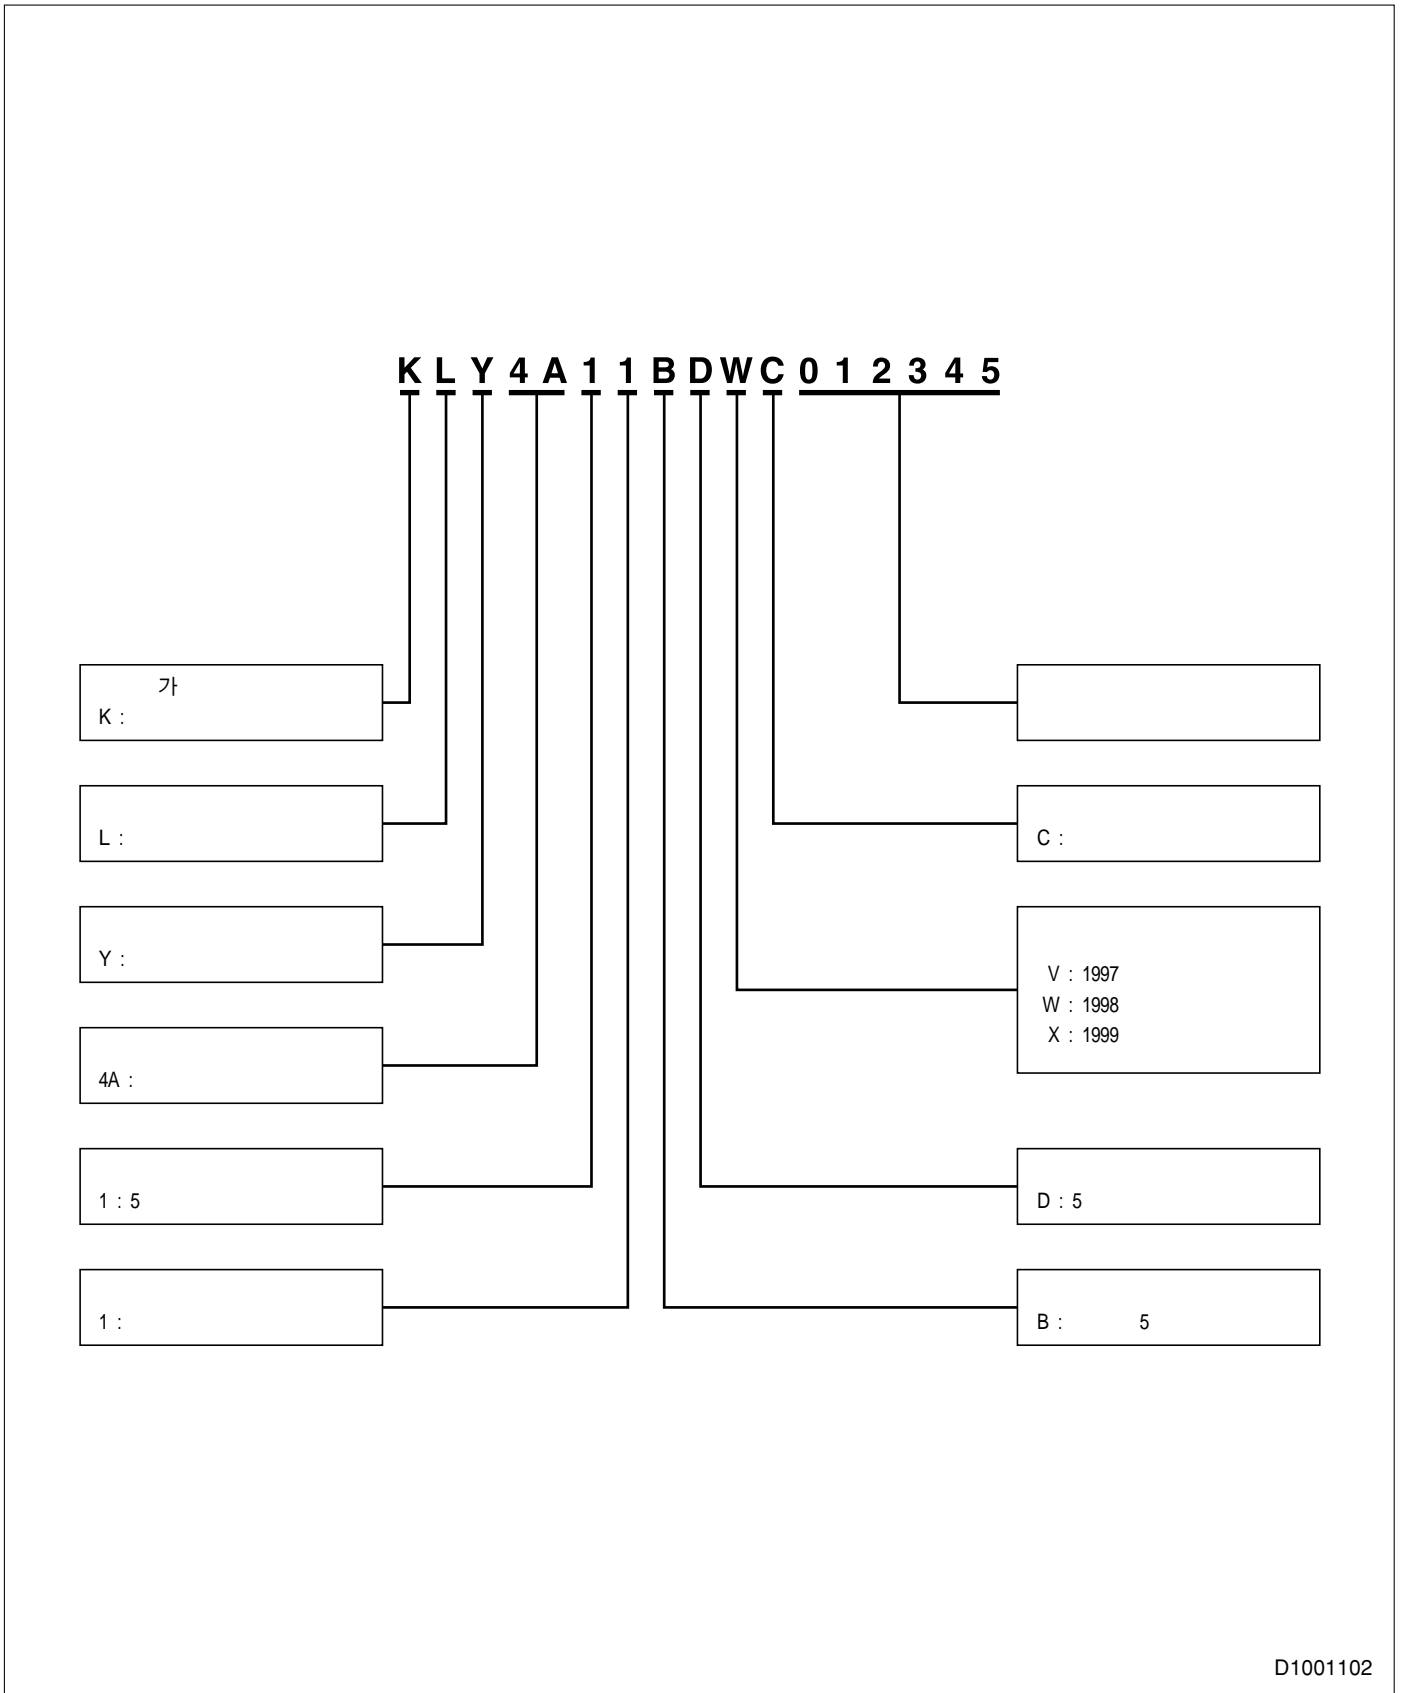 K L Y 4 A 1 1 B D W C 0 1 2 3 4 5
가
K :
L :
Y :
4A :
1 : 5
1 :
C :
V : 1997
W : 1998
X : 1999
D : 5
B : 5
D1001102